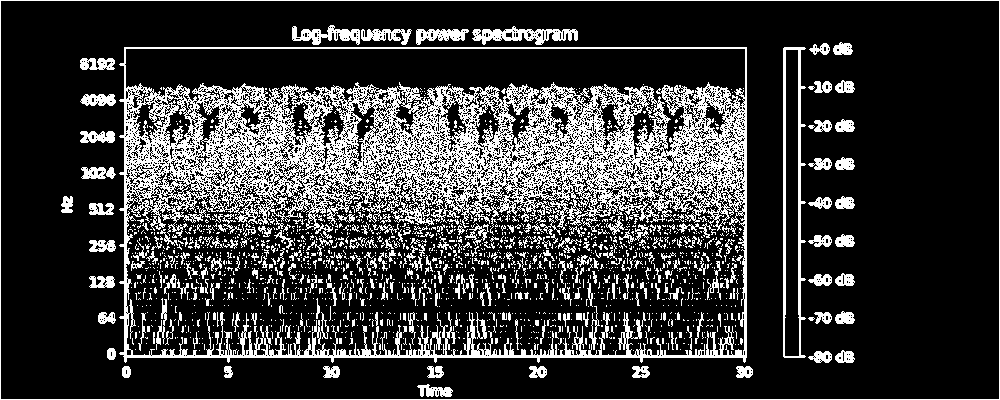 Log-frequency power spectrogram
8192
4096
2048
1024
512
256
128
64
0
Hz
0 5 10 15 20 25 30
Time
+0 dB
-10 dB
-20 dB
-30 dB
-40 dB
-50 dB
-60 dB
-70 dB
-80 dB